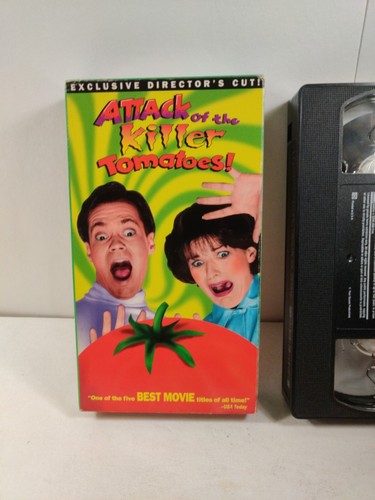 EXCLUSIVE DIRECTOR'S CUT!
ATTACK of the
Killer
Tomatoes!
"One of the five BEST MOVIE titles of all time!"
-USA Today